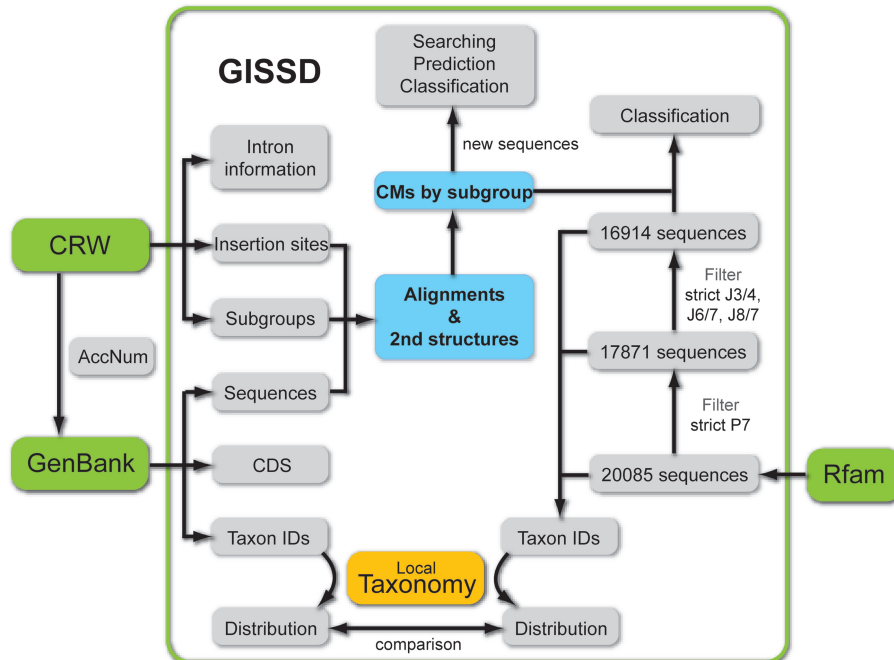 GISSD
Searching
Prediction
Classification
Classification
Intron
information
new sequences
CMs by subgroup
CRW
Insertion sites
16914 sequences
Filter
strict J3/4,
J6/7, J8/7
Alignments
&
2nd structures
Subgroups
AccNum
17871 sequences
Sequences
Filter
strict P7
GenBank
CDS
20085 sequences
Rfam
Taxon IDs
Taxon IDs
Local
Taxonomy
Distribution
comparison
Distribution